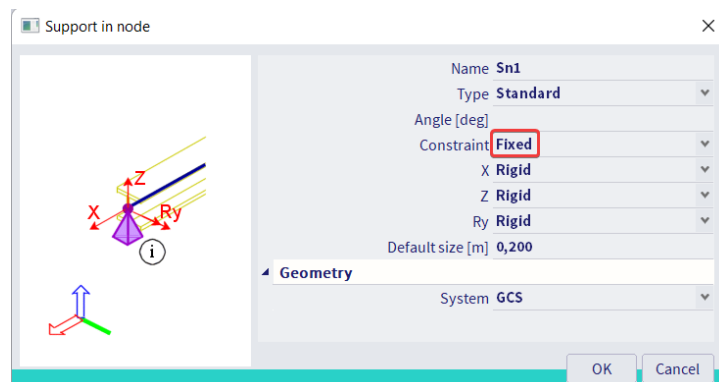 Support in node
Name Sn1
Type Standard
Angle [deg]
Constraint Fixed
X Rigid
Z Rigid
Ry Rigid
Default size [m] 0,200
Geometry
System GCS
Z
X
Ry
i
OK Cancel